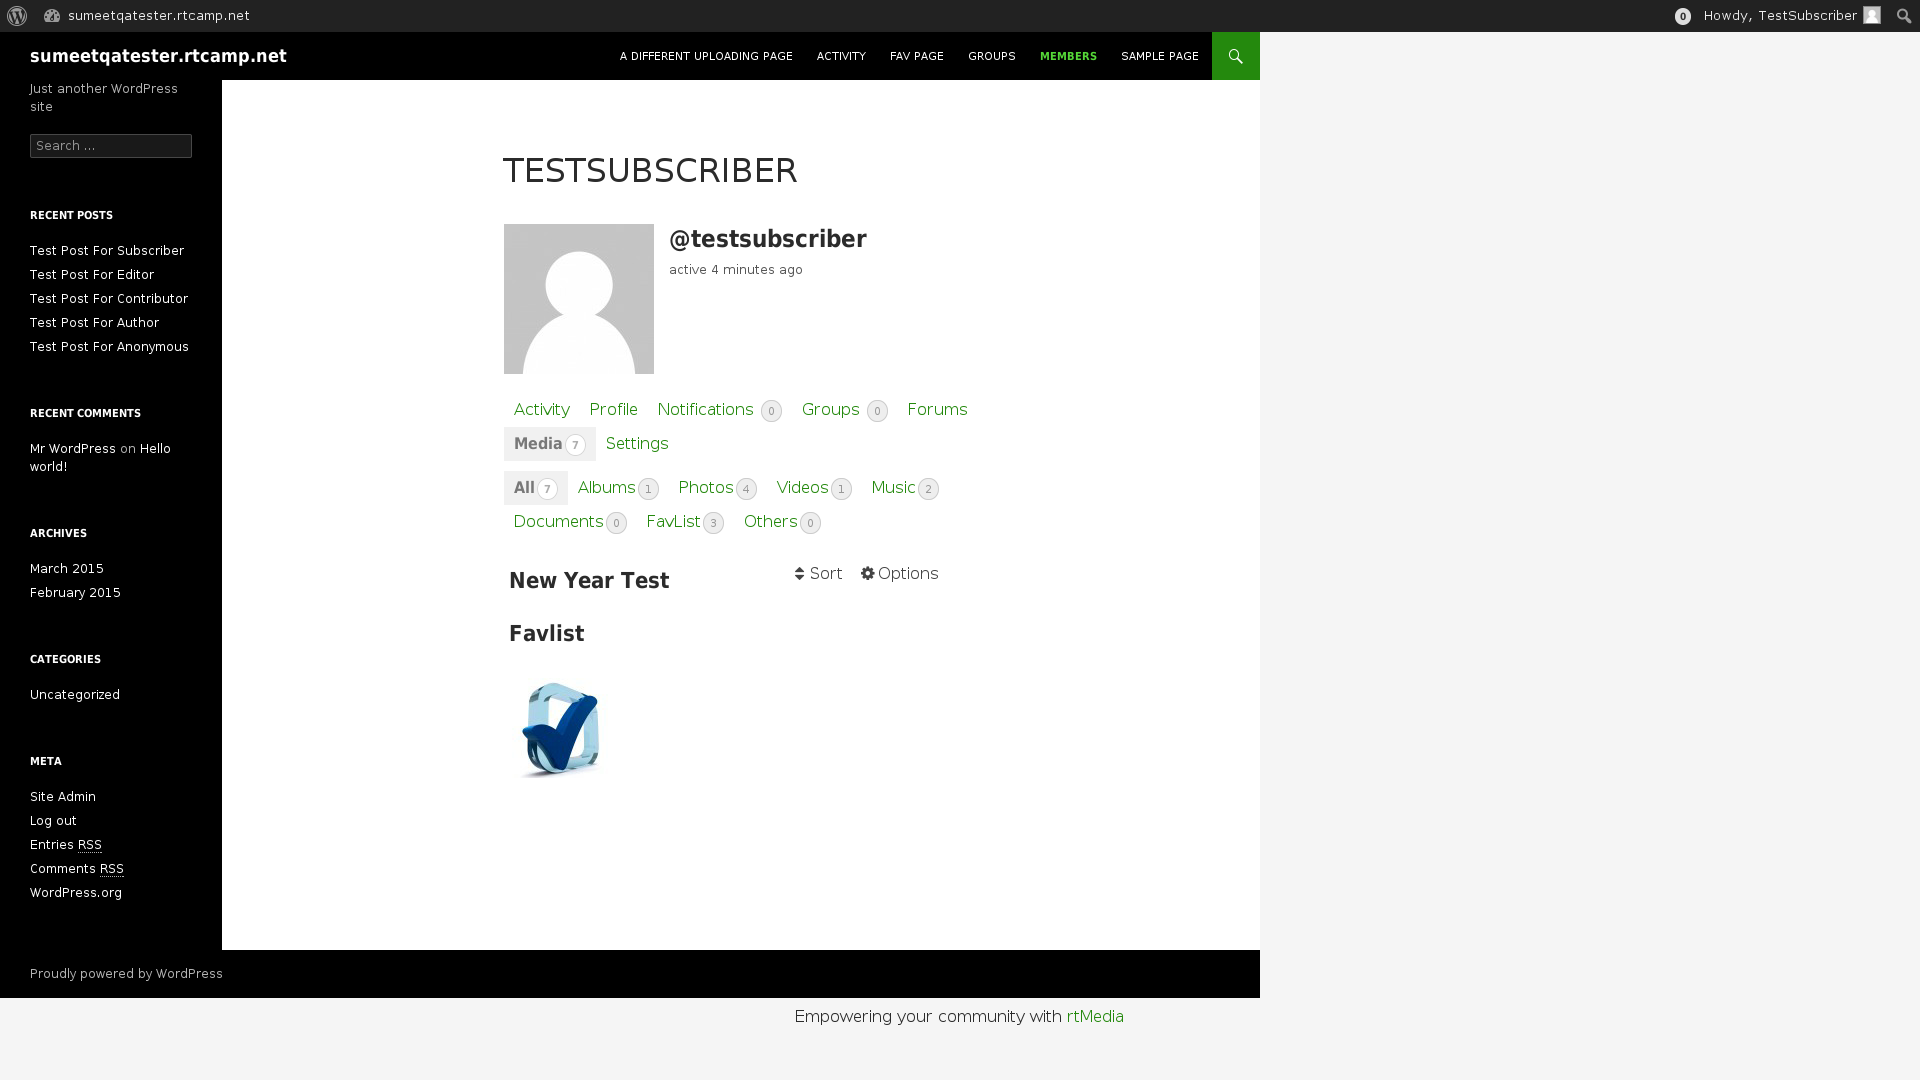 sumeetqatester.rtcamp.net
0 Howdy, TestSubscriber
sumeetqatester.rtcamp.net
A DIFFERENT UPLOADING PAGE ACTIVITY FAV PAGE GROUPS MEMBERS SAMPLE PAGE
Just another WordPress
site
Search ...
RECENT POSTS
Test Post For Subscriber
Test Post For Editor
Test Post For Contributor
Test Post For Author
Test Post For Anonymous
RECENT COMMENTS
Mr WordPress on Hello
world!
ARCHIVES
March 2015
February 2015
CATEGORIES
Uncategorized
META
Site Admin
Log out
Entries RSS
Comments RSS
WordPress.org
TESTSUBSCRIBER
@testsubscriber
active 4 minutes ago
Activity Profile Notifications 0 Groups 0 Forums
Media 7 Settings
All 7 Albums 1 Photos 4 Videos 1 Music 2
Documents 0 FavList 3 Others 0
New Year Test
Sort Options
Favlist
Proudly powered by WordPress
Empowering your community with rtMedia